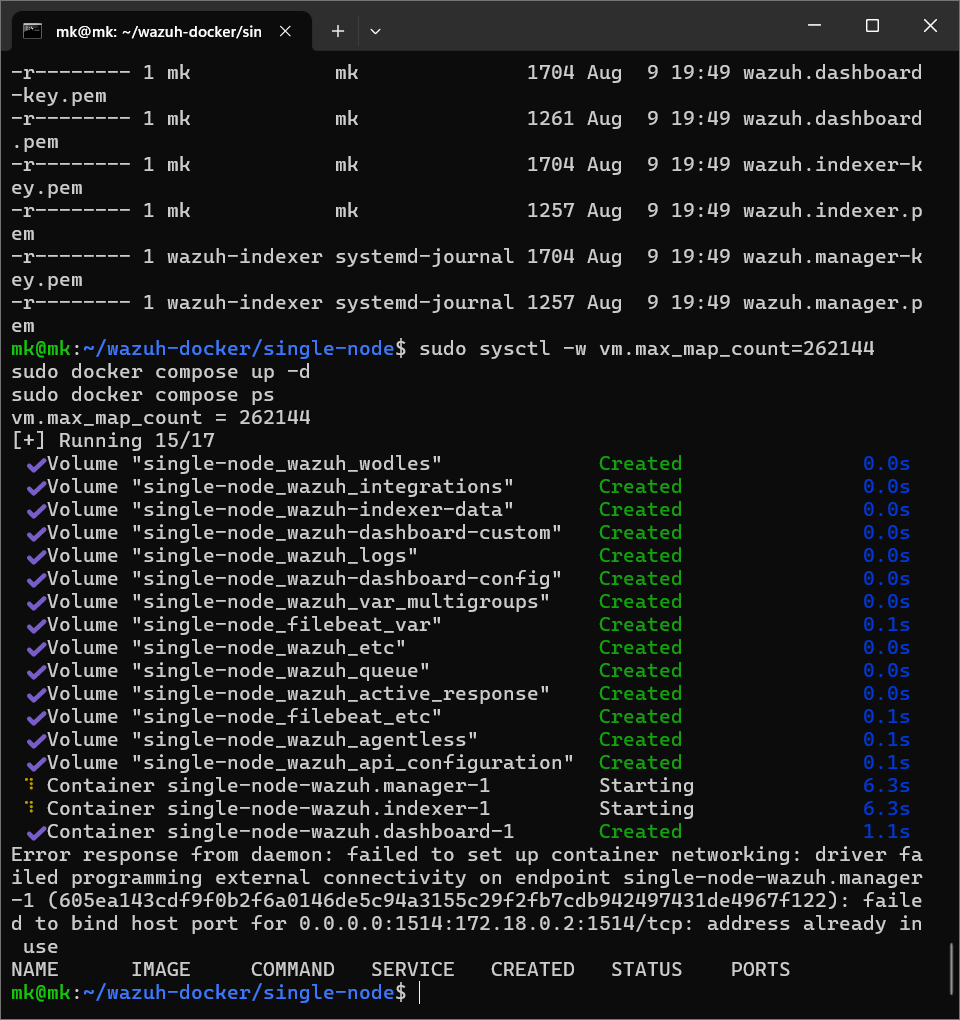 mk@mk: ~/wazuh-docker/sin
-r-------- 1 mk            mk              1704 Aug  9 19:49 wazuh.dashboard
-key.pem
-r-------- 1 mk            mk              1261 Aug  9 19:49 wazuh.dashboard
.pem
-r-------- 1 mk            mk              1704 Aug  9 19:49 wazuh.indexer-k
ey.pem
-r-------- 1 mk            mk              1257 Aug  9 19:49 wazuh.indexer.p
em
-r-------- 1 wazuh-indexer systemd-journal 1704 Aug  9 19:49 wazuh.manager-k
ey.pem
-r-------- 1 wazuh-indexer systemd-journal 1257 Aug  9 19:49 wazuh.manager.p
em
mk@mk:~/wazuh-docker/single-node$ sudo sysctl -w vm.max_map_count=262144
sudo docker compose up -d
sudo docker compose ps
vm.max_map_count = 262144
[+] Running 15/17
✔Volume "single-node_wazuh_wodles"             Created               0.0s
✔Volume "single-node_wazuh_integrations"       Created               0.0s
✔Volume "single-node_wazuh-indexer-data"       Created               0.0s
✔Volume "single-node_wazuh-dashboard-custom"   Created               0.0s
✔Volume "single-node_wazuh_logs"               Created               0.0s
✔Volume "single-node_wazuh-dashboard-config"   Created               0.0s
✔Volume "single-node_wazuh_var_multigroups"    Created               0.0s
✔Volume "single-node_filebeat_var"             Created               0.1s
✔Volume "single-node_wazuh_etc"                Created               0.0s
✔Volume "single-node_wazuh_queue"              Created               0.0s
✔Volume "single-node_wazuh_active_response"    Created               0.0s
✔Volume "single-node_filebeat_etc"             Created               0.1s
✔Volume "single-node_wazuh_agentless"          Created               0.1s
✔Volume "single-node_wazuh_api_configuration"  Created               0.1s
Container single-node-wazuh.manager-1         Starting              6.3s
Container single-node-wazuh.indexer-1         Starting              6.3s
✔Container single-node-wazuh.dashboard-1       Created               1.1s
Error response from daemon: failed to set up container networking: driver fa
iled programming external connectivity on endpoint single-node-wazuh.manager
-1 (605ea143cdf9f0b2f6a0146de5c94a3155c29f2fb7cdb942497431de4967f122): faile
d to bind host port for 0.0.0.0:1514:172.18.0.2:1514/tcp: address already in
 use
NAME      IMAGE     COMMAND   SERVICE   CREATED   STATUS    PORTS
mk@mk:~/wazuh-docker/single-node$